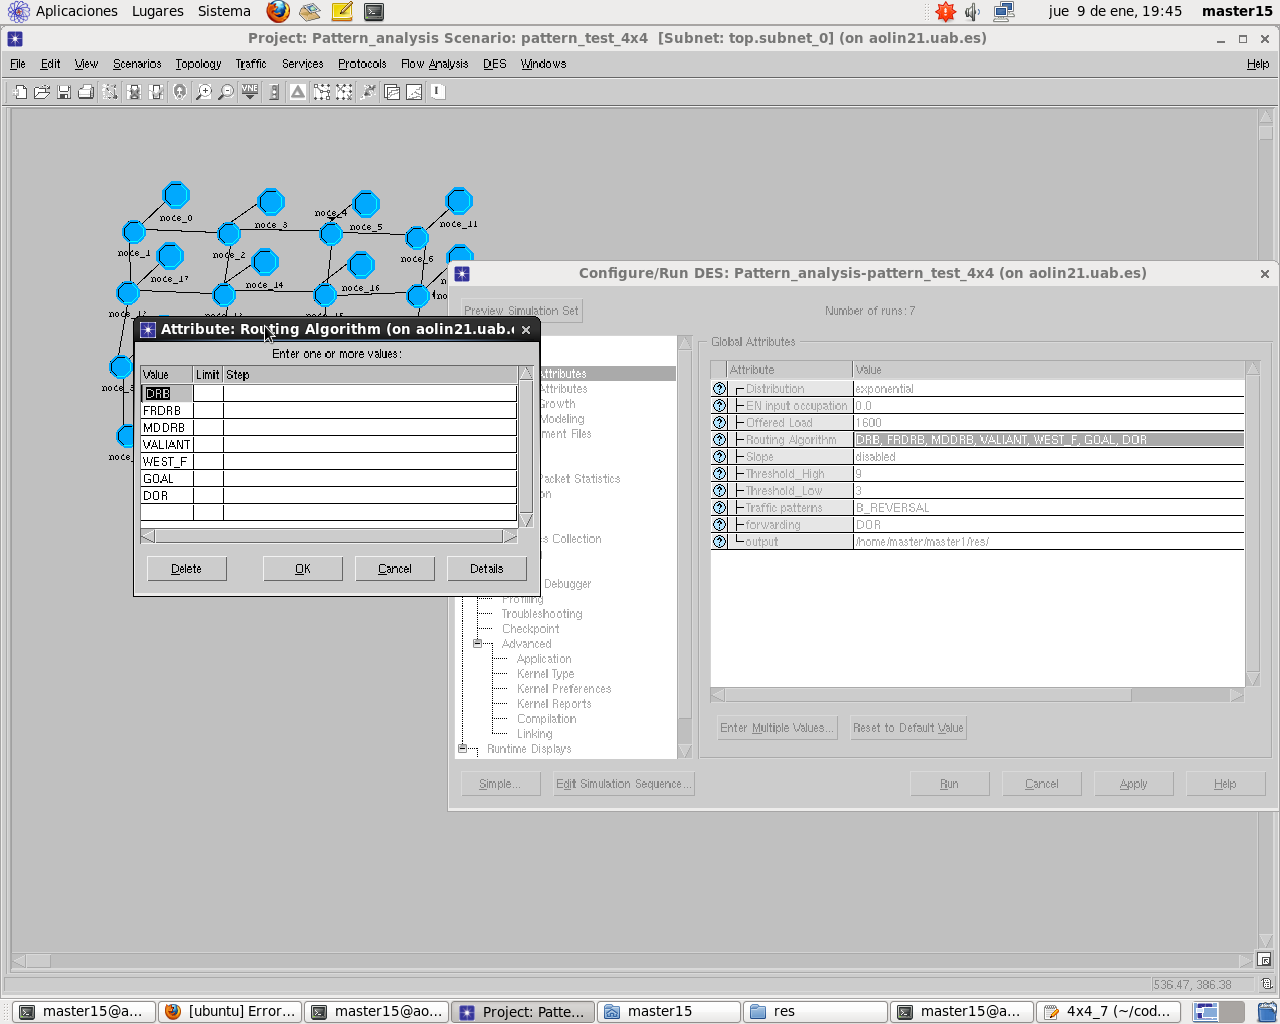 Aplicaciones Lugares Sistema jue 9 de ene, 19:45 master15
Project: Pattern_analysis Scenario: pattern_test_4x4 [Subnet: top.subnet_0] (on aolin21.uab.es)
File Edit View Scenarios Topology Traffic Services Protocols Flow Analysis DES Windows Help
VNE
node_0
node_3
node_4
node_5
node_11
node_1
node_2
node_6
node_17
node_14
node_16
Configure/Run DES: Pattern_analysis-pattern_test_4x4 (on aolin21.uab.es)
Preview Simulation Set Number of runs: 7
Global Attributes
Attribute Value
Distribution exponential
EN input occupation 0.0
Offered Load 1600
Routing Algorithm DRB, FRDRB, MDDRB, VALIANT, WEST_F, GOAL, DOR
Slope disabled
Threshold_High 9
Threshold_Low 3
Traffic patterns B_REVERSAL
forwarding DOR
output /home/master/master1/res/
Enter Multiple Values... Reset to Default Value
ttributes
ttributes
rowth
Modeling
ment Files
acket Statistics
on
s Collection
Debugger
Profiling
Troubleshooting
Checkpoint
Advanced
Application
Kernel Type
Kernel Preferences
Kernel Reports
Compilation
Linking
Runtime Displays
Simple... Edit Simulation Sequence... Run Cancel Apply Help
Attribute: Routing Algorithm (on aolin21.uab.
Enter one or more values:
Value Limit Step
DRB
FRDRB
MDDRB
VALIANT
WEST_F
GOAL
DOR
Delete OK Cancel Details
536.47, 386.38
master15@a... [ubuntu] Error... master15@ao... Project: Patte... master15 res master15@a... 4x4_7 (~/cod...